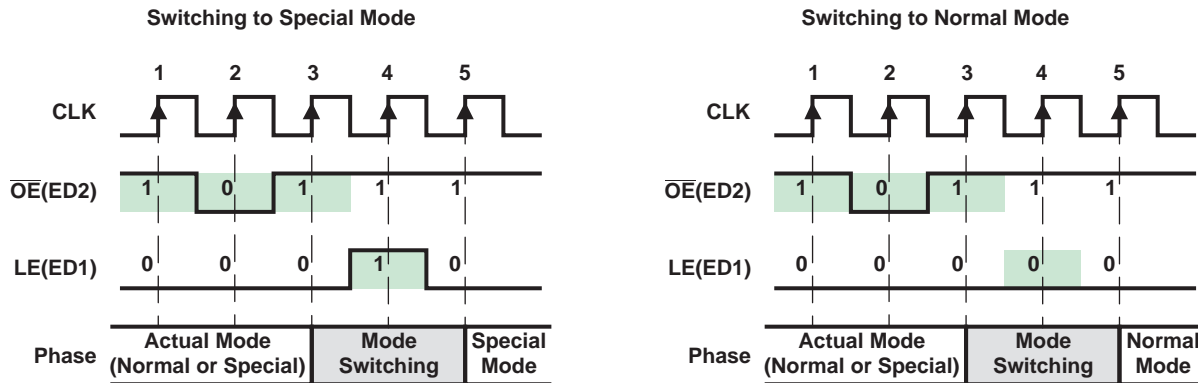 Switching to Special Mode
1 2 3 4 5
CLK
O̅E̅(ED2) 1 0 1 1 1
LE(ED1) 0 0 0 1 0
Phase
Actual Mode
(Normal or Special)
Mode
Switching
Special
Mode
Switching to Normal Mode
1 2 3 4 5
CLK
O̅E̅(ED2) 1 0 1 1 1
LE(ED1) 0 0 0 0 0
Phase
Actual Mode
(Normal or Special)
Mode
Switching
Normal
Mode